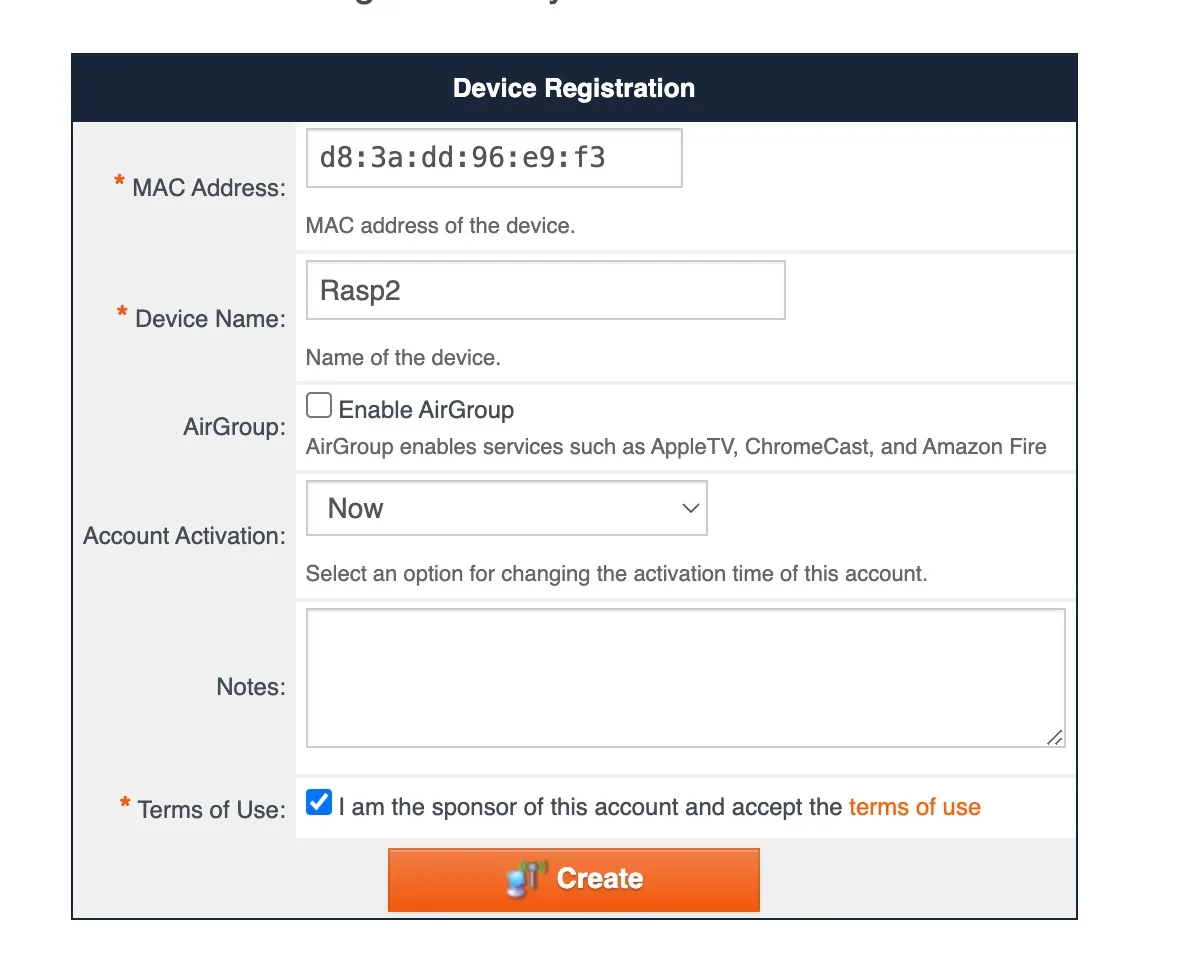 Device Registration
* MAC Address:
d8:3a:dd:96:e9:f3
MAC address of the device.
* Device Name:
Rasp2
Name of the device.
AirGroup:
Enable AirGroup
AirGroup enables services such as AppleTV, ChromeCast, and Amazon Fire
Account Activation:
Now
Select an option for changing the activation time of this account.
Notes:
* Terms of Use:
I am the sponsor of this account and accept the terms of use
Create